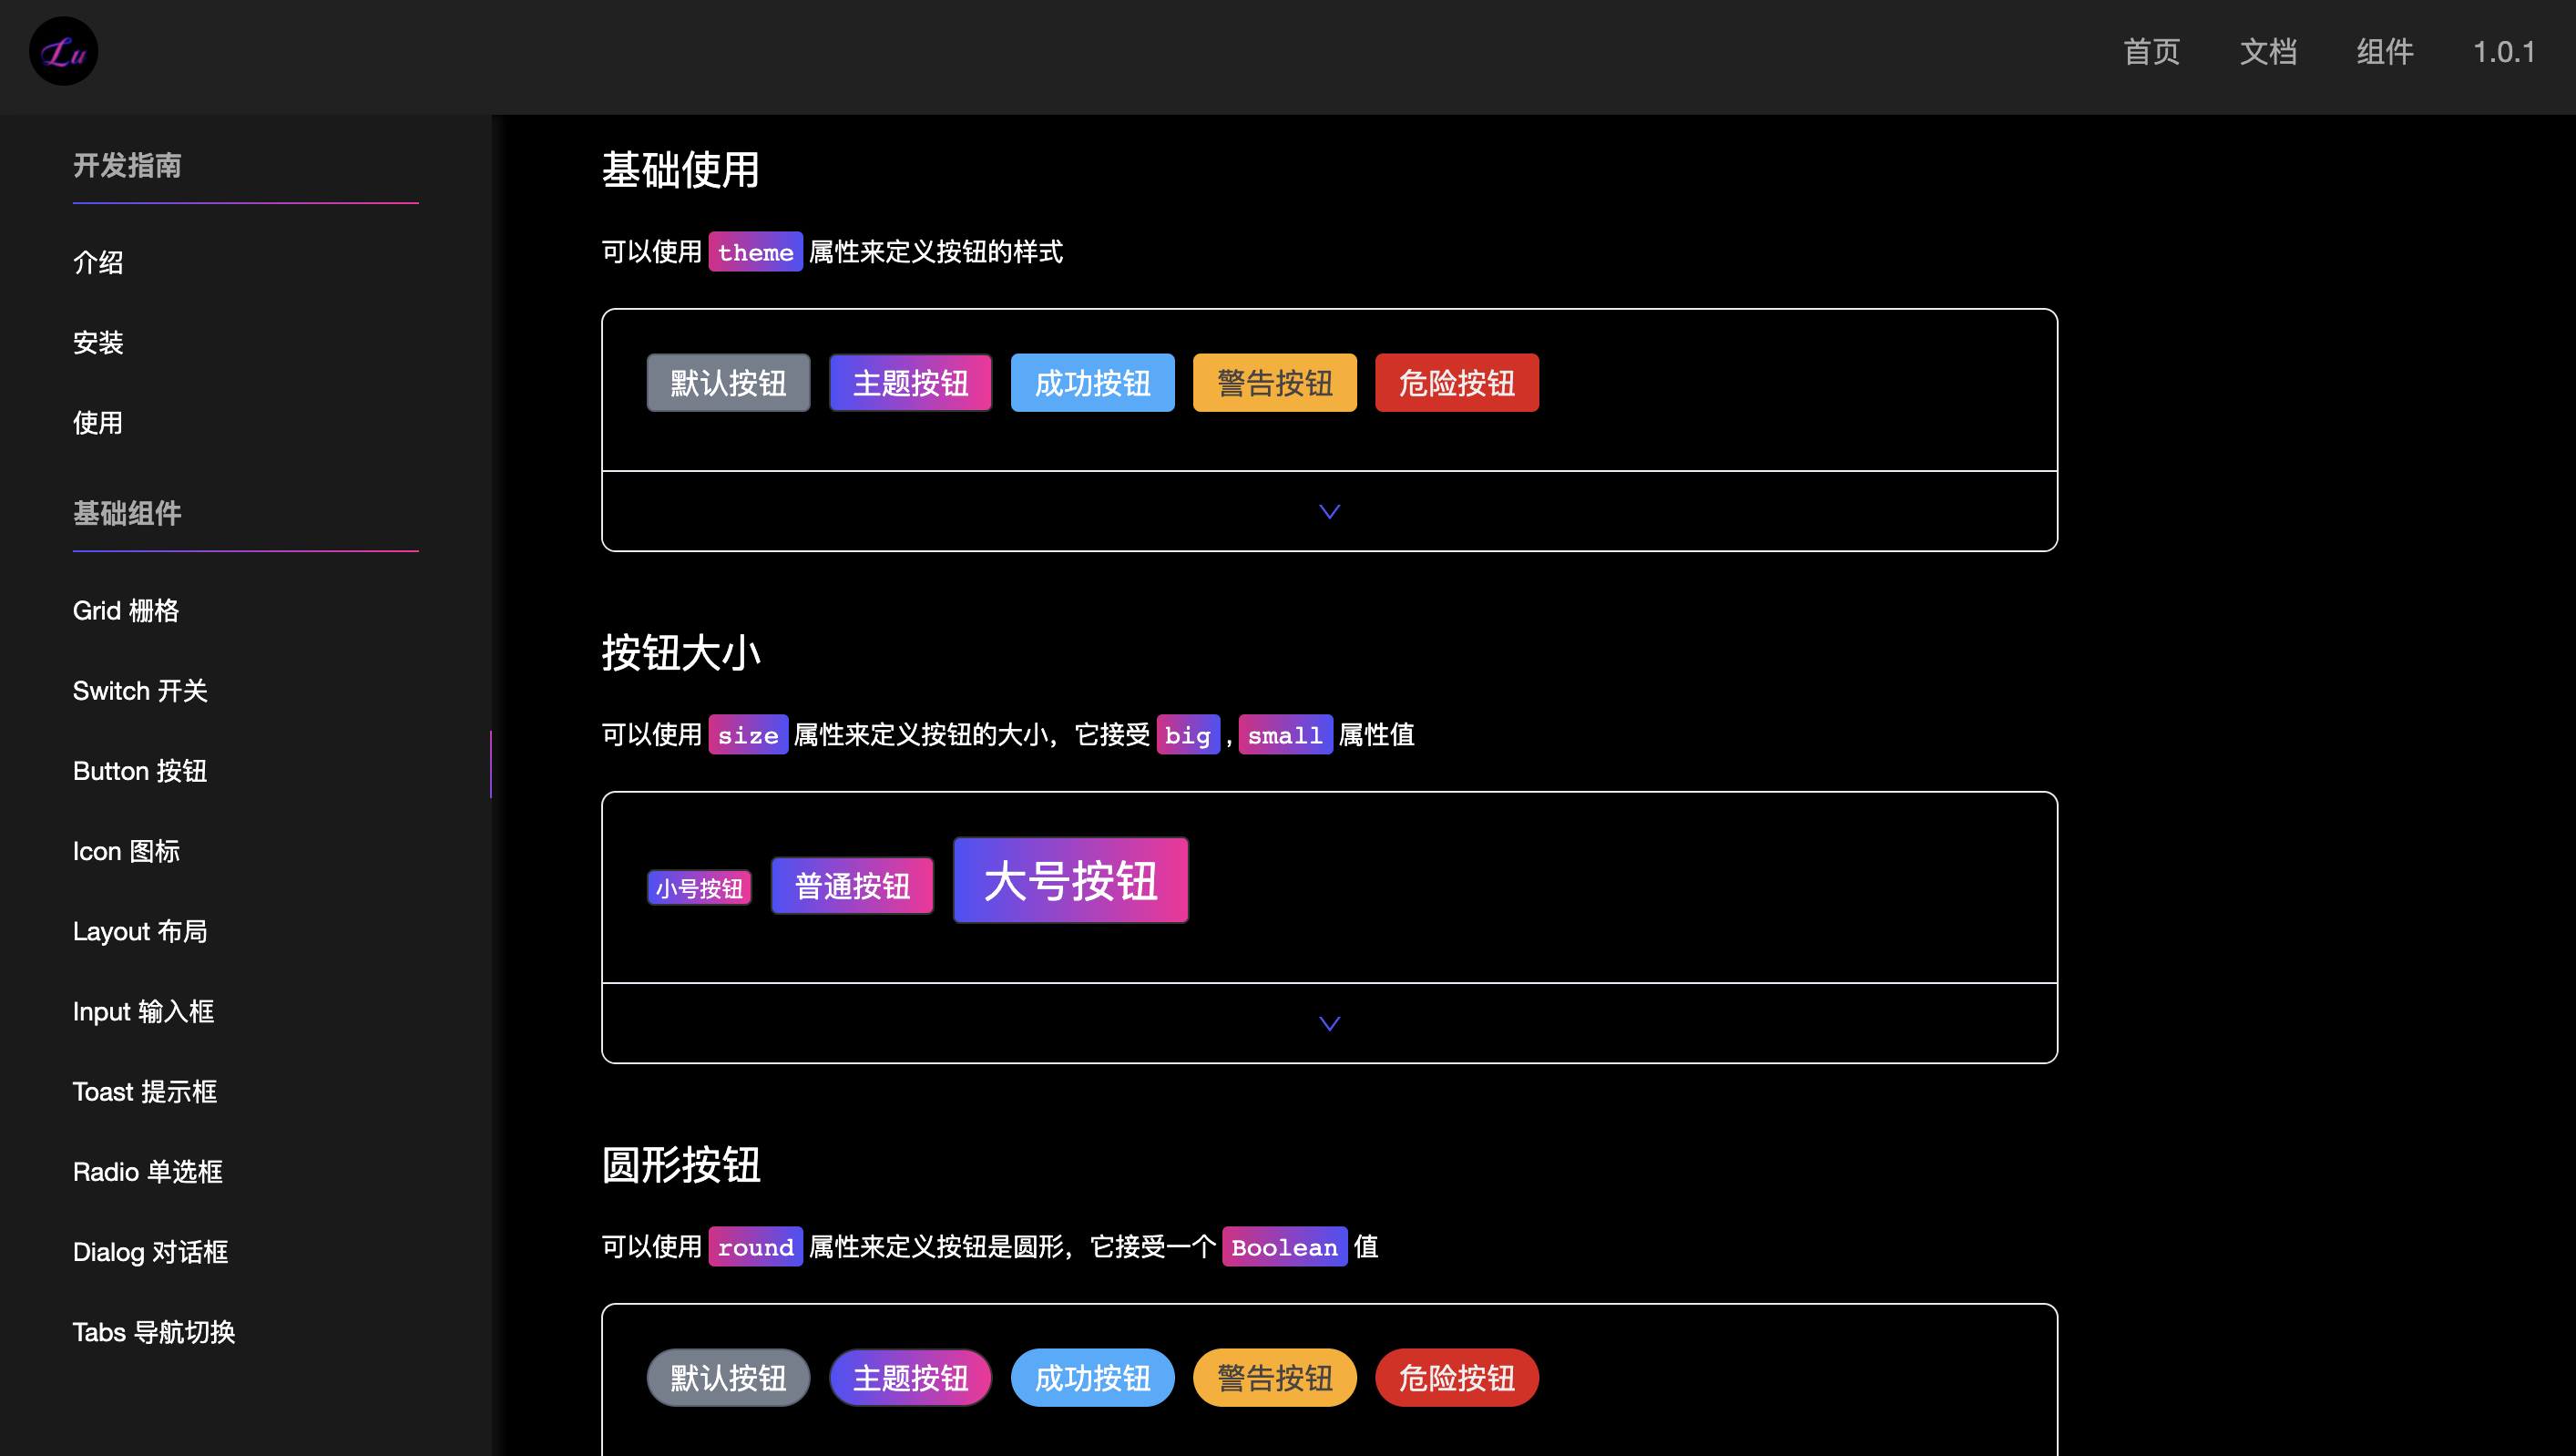 Lu
首页 文档 组件 1.0.1
开发指南
介绍
安装
使用
基础组件
Grid 栅格
Switch 开关
Button 按钮
Icon 图标
Layout 布局
Input 输入框
Toast 提示框
Radio 单选框
Dialog 对话框
Tabs 导航切换
基础使用
可以使用 theme 属性来定义按钮的样式
默认按钮 主题按钮 成功按钮 警告按钮 危险按钮
按钮大小
可以使用 size 属性来定义按钮的大小，它接受 big , small 属性值
小号按钮 普通按钮 大号按钮
圆形按钮
可以使用 round 属性来定义按钮是圆形，它接受一个 Boolean 值
默认按钮 主题按钮 成功按钮 警告按钮 危险按钮